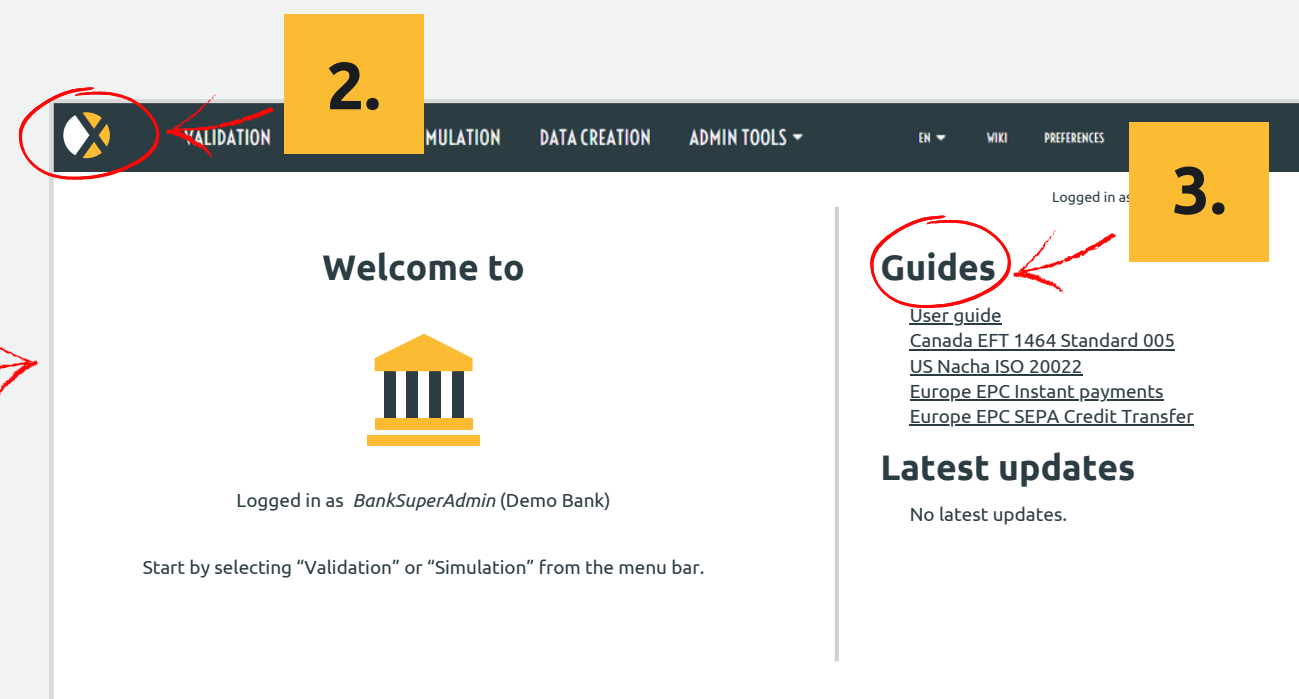 2.
VALIDATION
MULATION
DATA CREATION
ADMIN TOOLS
EN
WIKI
PREFERENCES
3.
Logged in as
Welcome to
Logged in as BankSuperAdmin (Demo Bank)
Start by selecting “Validation” or “Simulation” from the menu bar.
Guides
User guide
Canada EFT 1464 Standard 005
US Nacha ISO 20022
Europe EPC Instant payments
Europe EPC SEPA Credit Transfer
Latest updates
No latest updates.